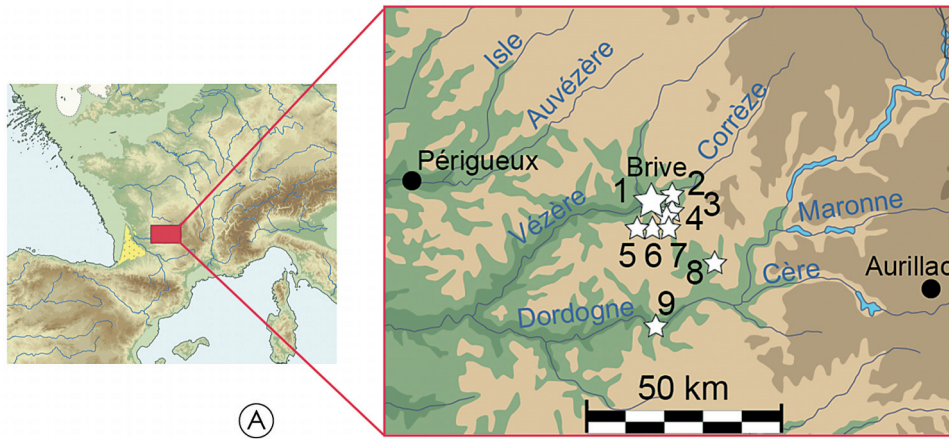 Isle
Auvézère
Corrèze
Périgueux
Brive
1
2
3
4
5
6
7
8
9
Vézère
Maronne
Cère
Aurillac
Dordogne
50 km
A